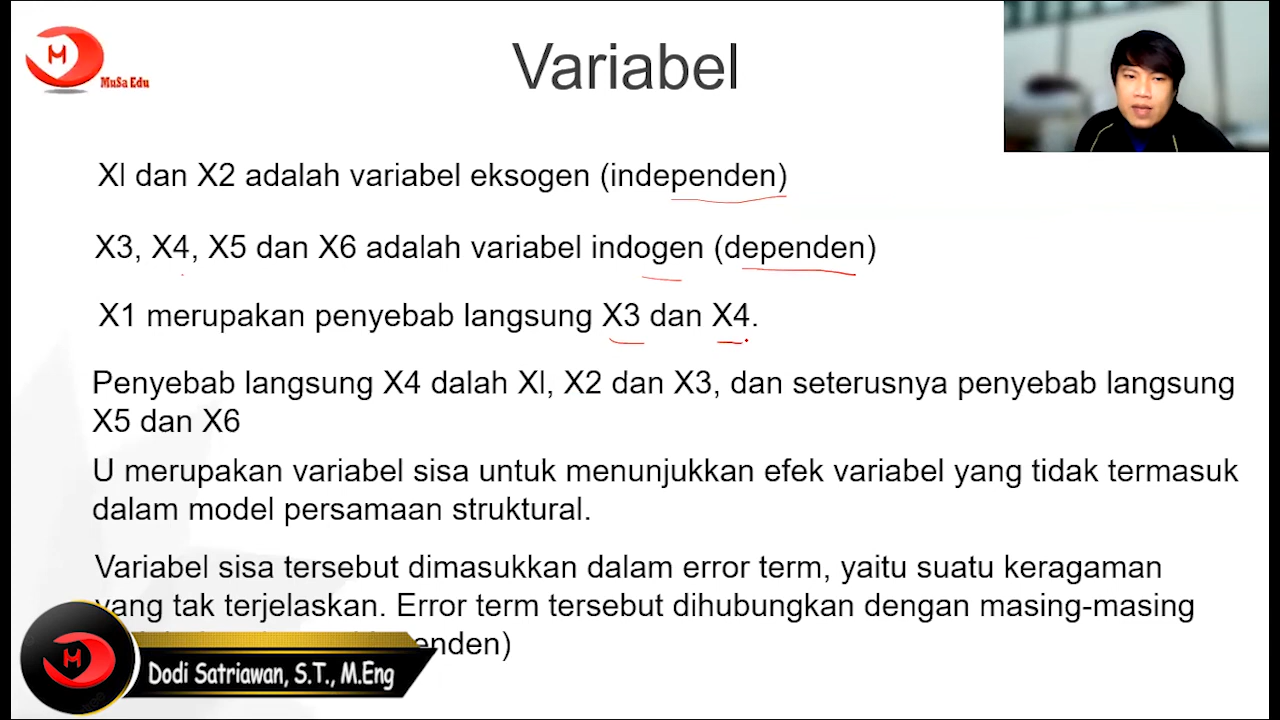 M
MuSa Edu
Variabel
Xl dan X2 adalah variabel eksogen (independen)
X3, X4, X5 dan X6 adalah variabel indogen (dependen)
X1 merupakan penyebab langsung X3 dan X4.
Penyebab langsung X4 dalah Xl, X2 dan X3, dan seterusnya penyebab langsung
X5 dan X6
U merupakan variabel sisa untuk menunjukkan efek variabel yang tidak termasuk
dalam model persamaan struktural.
Variabel sisa tersebut dimasukkan dalam error term, yaitu suatu keragaman
yang tak terjelaskan. Error term tersebut dihubungkan dengan masing-masing
enden)
M
Dodi Satriawan, S.T., M.Eng